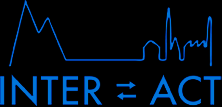 INTER ⇄ ACT